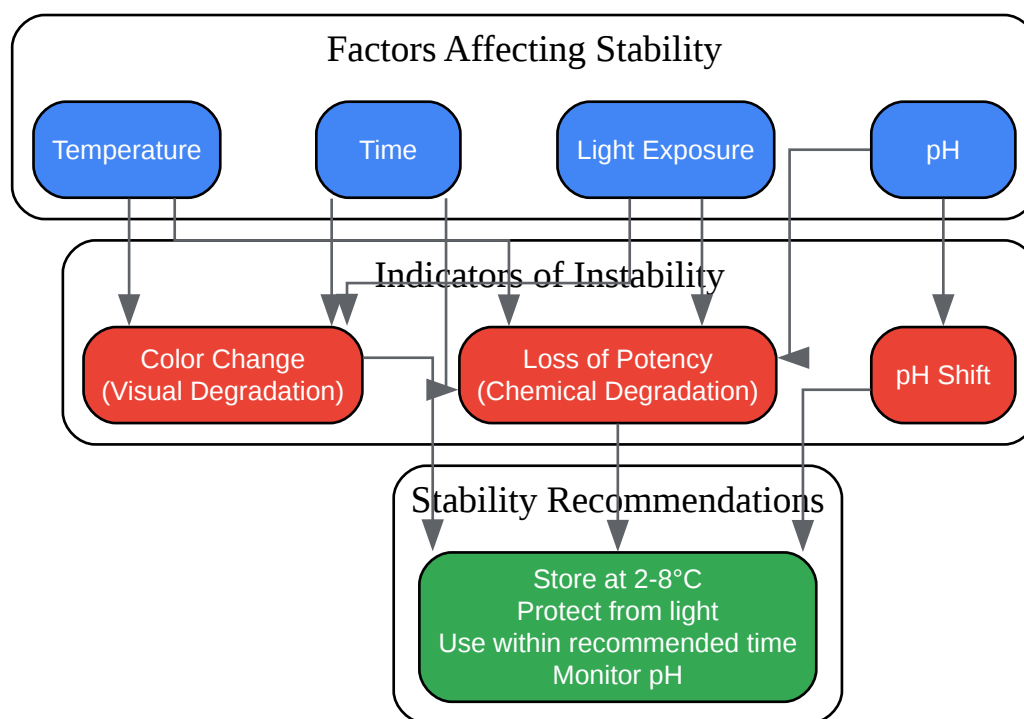 Factors Affecting Stability
Temperature
Time
Light Exposure
pH
Indicators of Instability
Color Change
(Visual Degradation)
Loss of Potency
(Chemical Degradation)
pH Shift
Stability Recommendations
Store at 2-8°C
Protect from light
Use within recommended time
Monitor pH